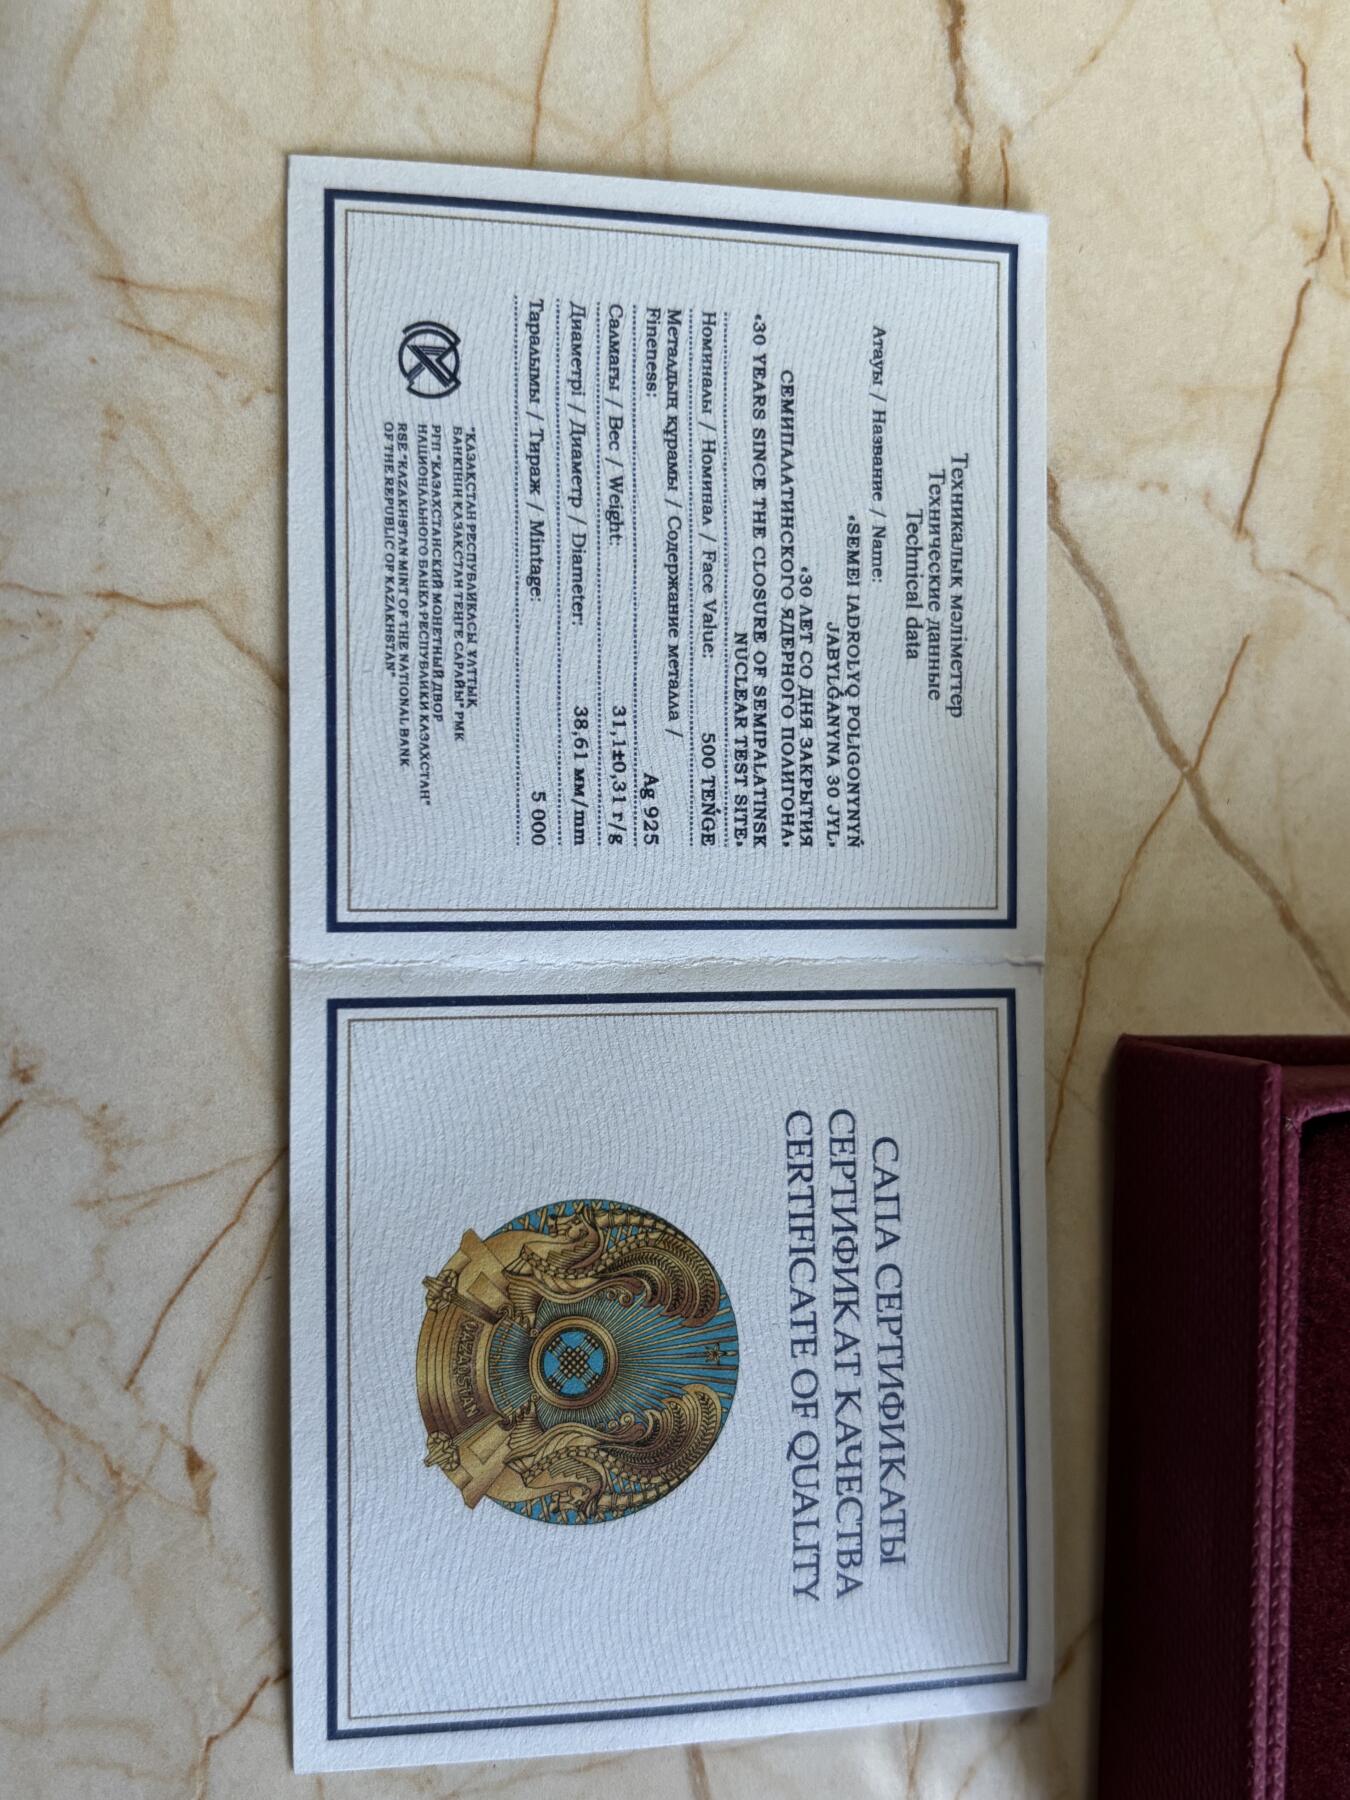 Техникалық мәліметтер
Технические данные
Technical data
Атауы / Название / Name:
«SEMEI IADROLYQ POLIGONYNYŃ
JABYLǴANYNA 30 JYL»
«30 ЛЕТ СО ДНЯ ЗАКРЫТИЯ
СЕМИПАЛАТИНСКОГО ЯДЕРНОГО ПОЛИГОНА»
«30 YEARS SINCE THE CLOSURE OF SEMIPALATINSK
NUCLEAR TEST SITE»
Номиналы / Номинал / Face Value: 500 TEŃGE
Металдың құрамы / Содержание металла /
Fineness: Ag 925
Салмағы / Вес / Weight: 31,1±0,31 г/g
Диаметрі / Диаметр / Diameter: 38,61 мм/mm
Таралымы / Тираж / Mintage: 5 000
"ҚАЗАҚСТАН РЕСПУБЛИКАСЫ ҰЛТТЫҚ
БАНКІНІҢ ҚАЗАҚСТАН ТЕҢГЕ САРАЙЫ" РМК
РГП "КАЗАХСТАНСКИЙ МОНЕТНЫЙ ДВОР
НАЦИОНАЛЬНОГО БАНКА РЕСПУБЛИКИ КАЗАХСТАН"
RSE "KAZAKHSTAN MINT OF THE NATIONAL BANK
OF THE REPUBLIC OF KAZAKHSTAN"
САПА СЕРТИФИКАТЫ
СЕРТИФИКАТ КАЧЕСТВА
CERTIFICATE OF QUALITY
QAZAQSTAN